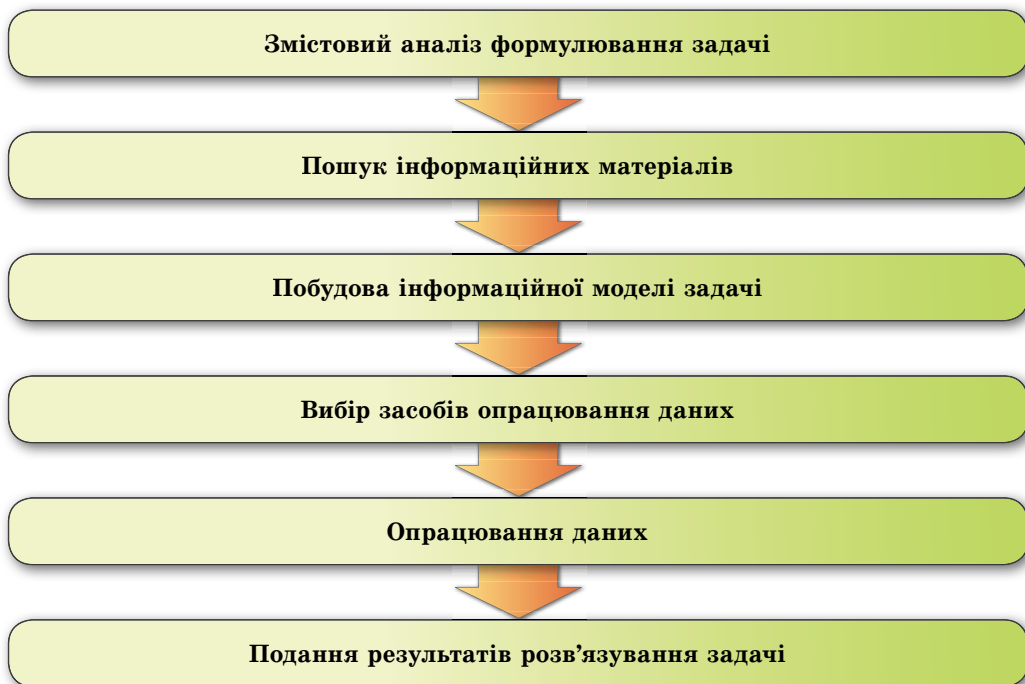 Змістовий аналіз формулювання задачі
Пошук інформаційних матеріалів
Побудова інформаційної моделі задачі
Вибір засобів опрацювання даних
Опрацювання даних
Подання результатів розв'язування задачі